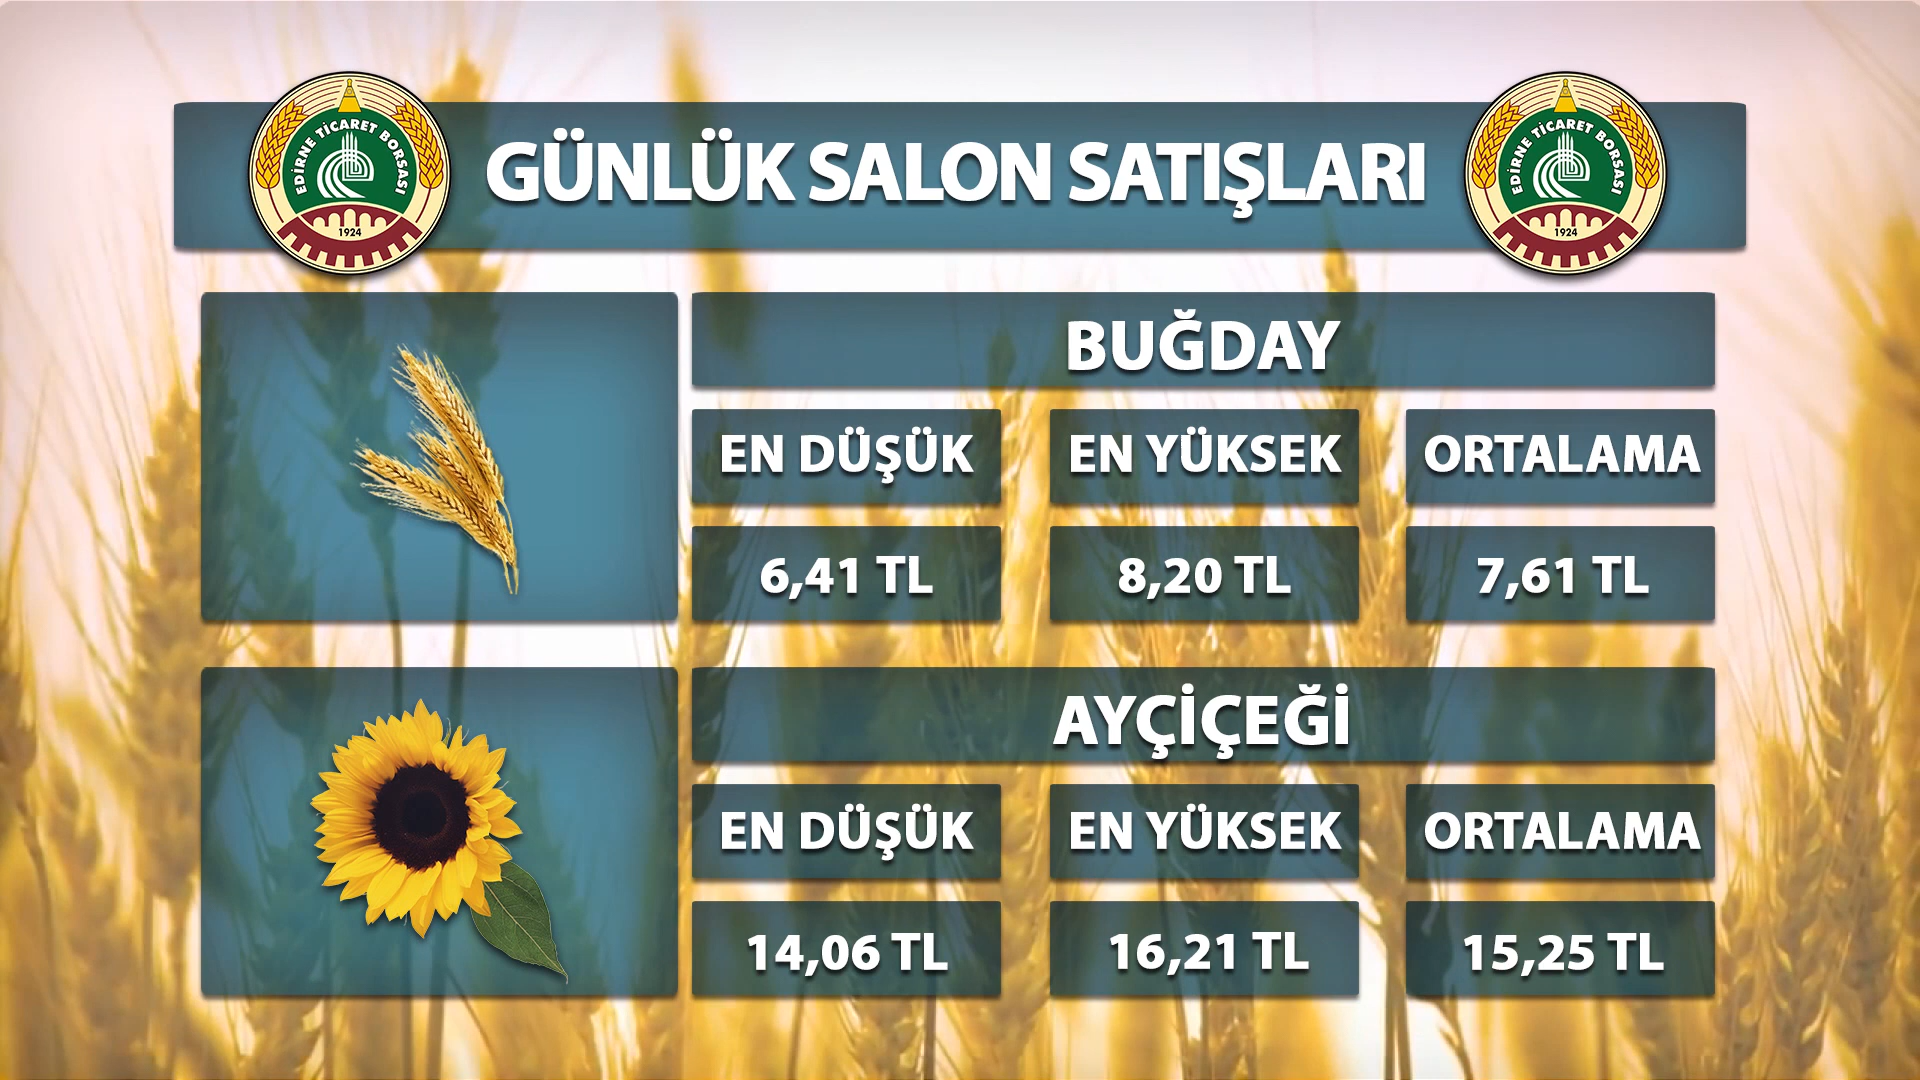 EDİRNE TİCARET BORSASI
1924
GÜNLÜK SALON SATIŞLARI
EDİRNE TİCARET BORSASI
1924
BUĞDAY
EN DÜŞÜK EN YÜKSEK ORTALAMA
6,41 TL 8,20 TL 7,61 TL
AYÇİÇEĞİ
EN DÜŞÜK EN YÜKSEK ORTALAMA
14,06 TL 16,21 TL 15,25 TL